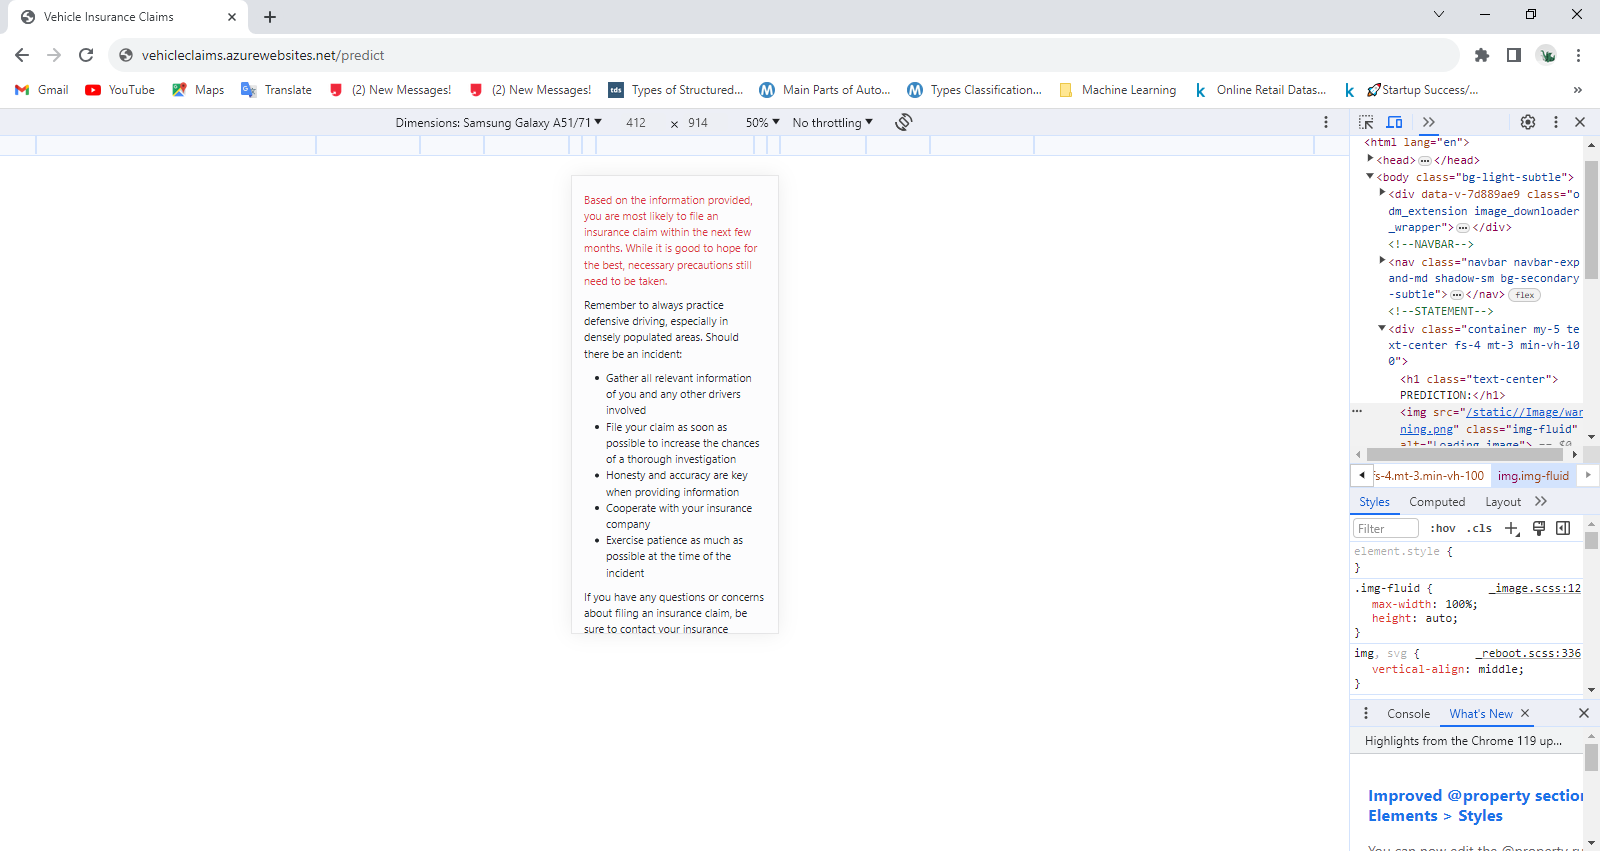 Vehicle Insurance Claims
vehicleclaims.azurewebsites.net/predict
Gmail YouTube Maps Translate (2) New Messages! (2) New Messages! Types of Structured... Main Parts of Auto... Types Classification... Machine Learning Online Retail Datas... Startup Success/... »
Dimensions: Samsung Galaxy A51/71 412 × 914 50% No throttling
Based on the information provided,
you are most likely to file an
insurance claim within the next few
months. While it is good to hope for
the best, necessary precautions still
need to be taken.
Remember to always practice
defensive driving, especially in
densely populated areas. Should
there be an incident:
• Gather all relevant information
of you and any other drivers
involved
• File your claim as soon as
possible to increase the chances
of a thorough investigation
• Honesty and accuracy are key
when providing information
• Cooperate with your insurance
company
• Exercise patience as much as
possible at the time of the
incident
If you have any questions or concerns
about filing an insurance claim, be
sure to contact your insurance
<html lang="en">
<head> … </head>
<body class="bg-light-subtle">
<div data-v-7d889ae9 class="o
dm_extension image_downloader
_wrapper"> … </div>
<!--NAVBAR-->
<nav class="navbar navbar-exp
and-md shadow-sm bg-secondary
-subtle"> … </nav> flex
<!--STATEMENT-->
<div class="container my-5 te
xt-center fs-4 mt-3 min-vh-10
0">
<h1 class="text-center">
PREDICTION:</h1>
<img src="/static//Image/war
ning.png" class="img-fluid"
alt="Loading image"> == $0
fs-4.mt-3.min-vh-100 img.img-fluid
Styles Computed Layout
Filter :hov .cls
element.style {
}
.img-fluid { _image.scss:12
max-width: 100%;
height: auto;
}
img, svg { _reboot.scss:336
vertical-align: middle;
}
Console What's New
Highlights from the Chrome 119 up...
Improved @property section
Elements > Styles
You can now edit the @property ru